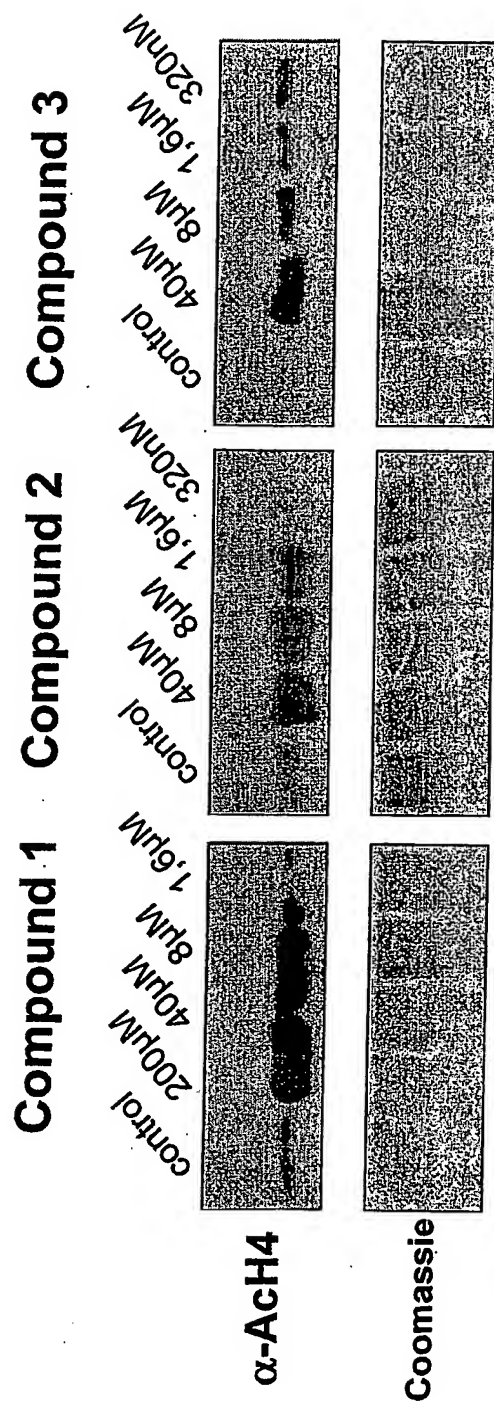 Compound 1 Compound 2 Compound 3
control 200µM 40µM 8µM 1,6µM control 40µM 8µM 1,6µM 320nM control 40µM 8µM 1,6µM 320nM
α-AcH4
Coomassie